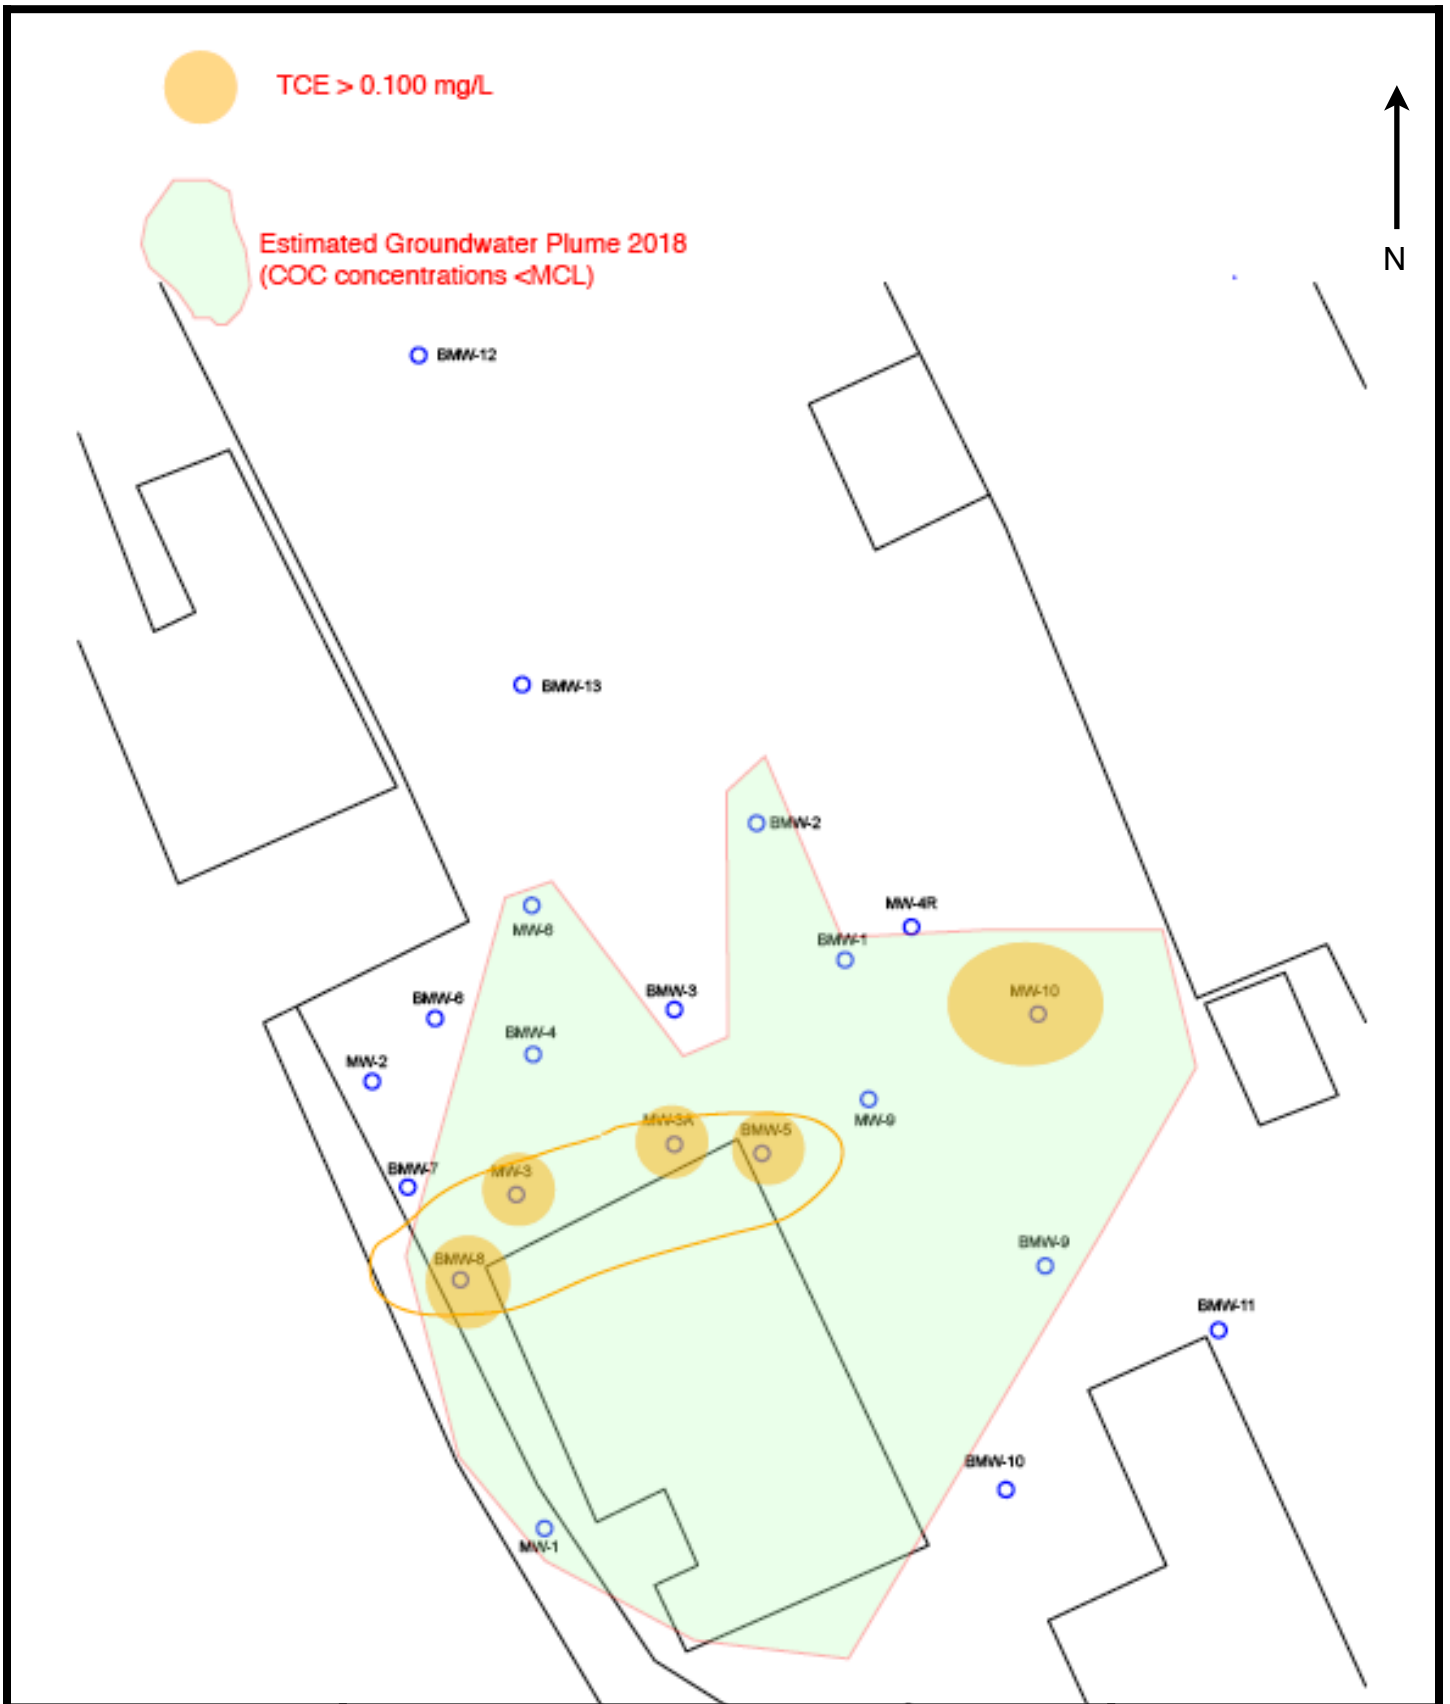 TCE > 0.100 mg/L
N
Estimated Groundwater Plume 2018
(COC concentrations <MCL)
BMW-12
BMW-13
BMW-2
MW-4R
MW-6
BMW-1
BMW-3
MW-10
BMW-6
BMW-4
MW-2
MW-3A
MW-9
BMW-5
BMW-7
MW-3
BMW-9
BMW-8
BMW-11
BMW-10
MW-1